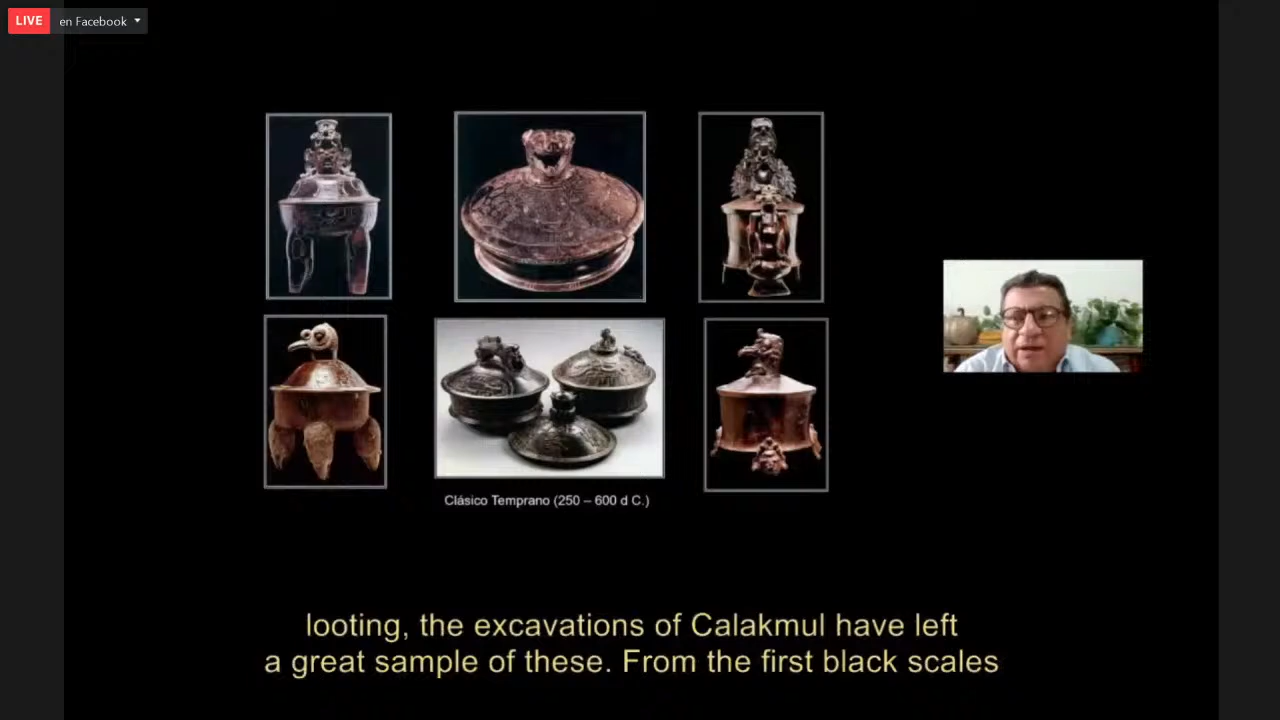 LIVE en Facebook
Clásico Temprano (250 – 600 d C.)
looting, the excavations of Calakmul have left
a great sample of these. From the first black scales